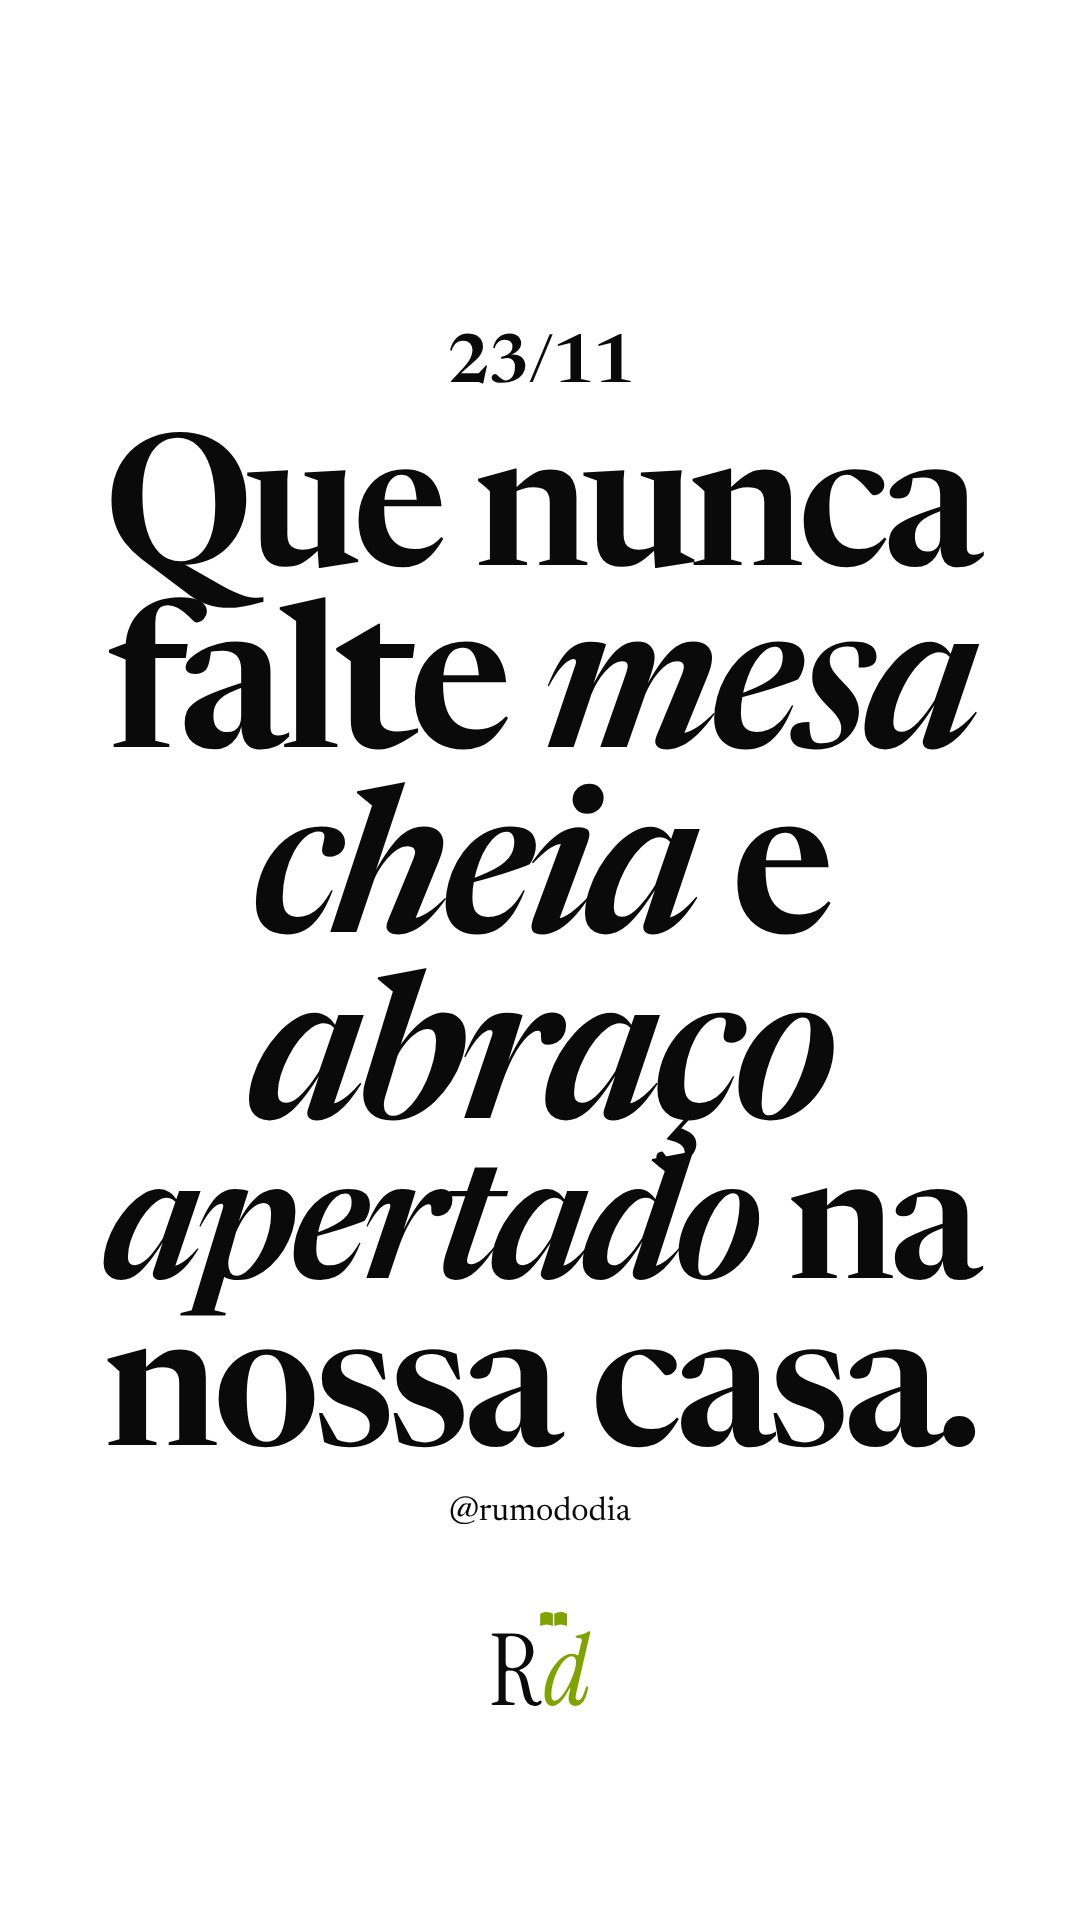 23/11
Que nunca
falte mesa
cheia e
abraço
apertado na
nossa casa.
@rumododia
Rd